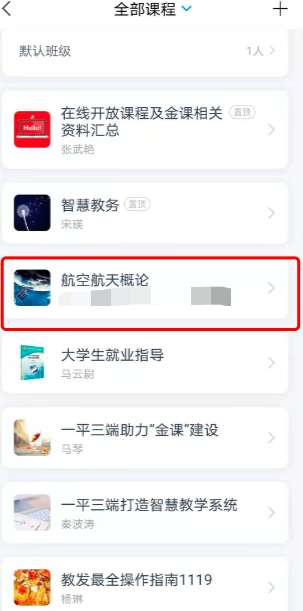 全部课程
默认班级
1人
在线开放课程及金课相关
置顶
资料汇总
张武艳
Hello!
智慧教务
置顶
宋瑛
航空航天概论
大学生就业指导
马云尉
一平三端助力“金课”建设
马琴
一平三端打造智慧教学系统
秦波涛
教发最全操作指南1119
杨琳